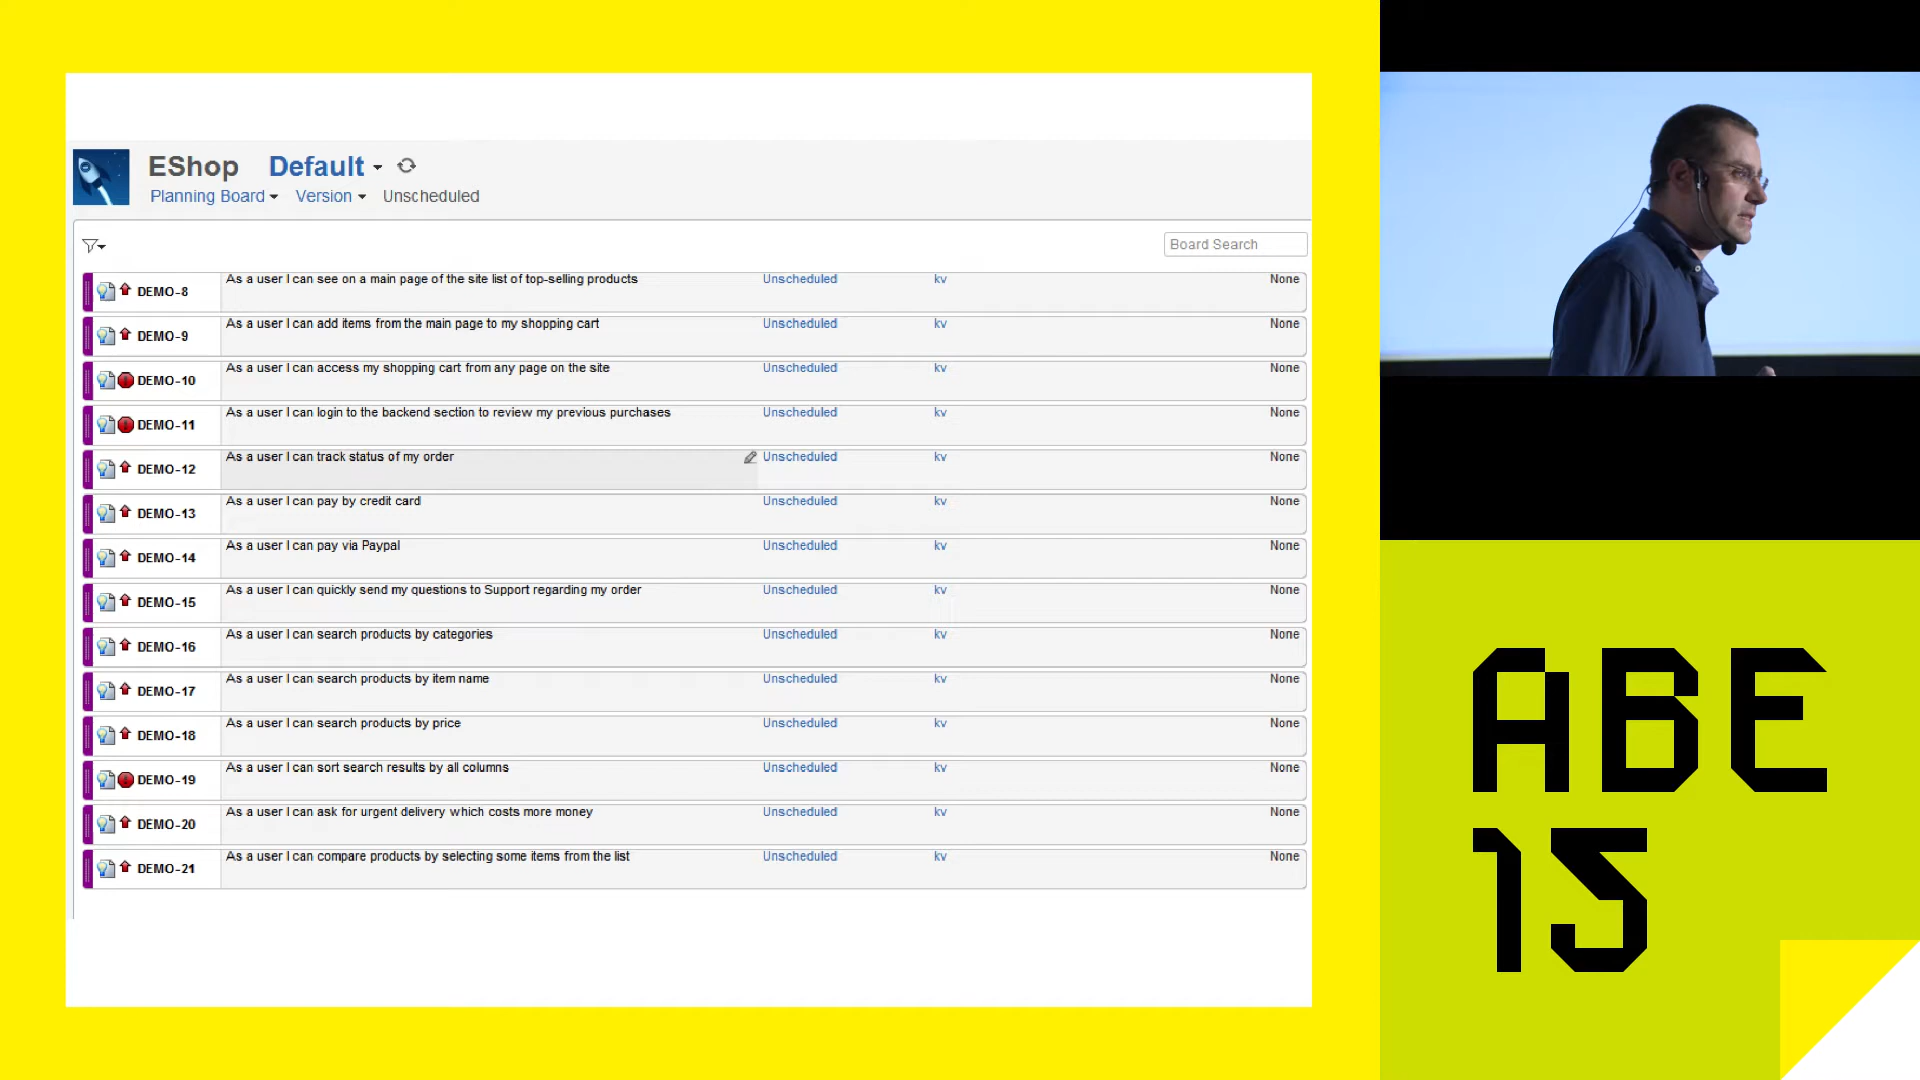 EShop Default
Planning Board Version Unscheduled
Board Search
DEMO-8 As a user I can see on a main page of the site list of top-selling products Unscheduled kv None
DEMO-9 As a user I can add items from the main page to my shopping cart Unscheduled kv None
DEMO-10 As a user I can access my shopping cart from any page on the site Unscheduled kv None
DEMO-11 As a user I can login to the backend section to review my previous purchases Unscheduled kv None
DEMO-12 As a user I can track status of my order Unscheduled kv None
DEMO-13 As a user I can pay by credit card Unscheduled kv None
DEMO-14 As a user I can pay via Paypal Unscheduled kv None
DEMO-15 As a user I can quickly send my questions to Support regarding my order Unscheduled kv None
DEMO-16 As a user I can search products by categories Unscheduled kv None
DEMO-17 As a user I can search products by item name Unscheduled kv None
DEMO-18 As a user I can search products by price Unscheduled kv None
DEMO-19 As a user I can sort search results by all columns Unscheduled kv None
DEMO-20 As a user I can ask for urgent delivery which costs more money Unscheduled kv None
DEMO-21 As a user I can compare products by selecting some items from the list Unscheduled kv None
ABE
15